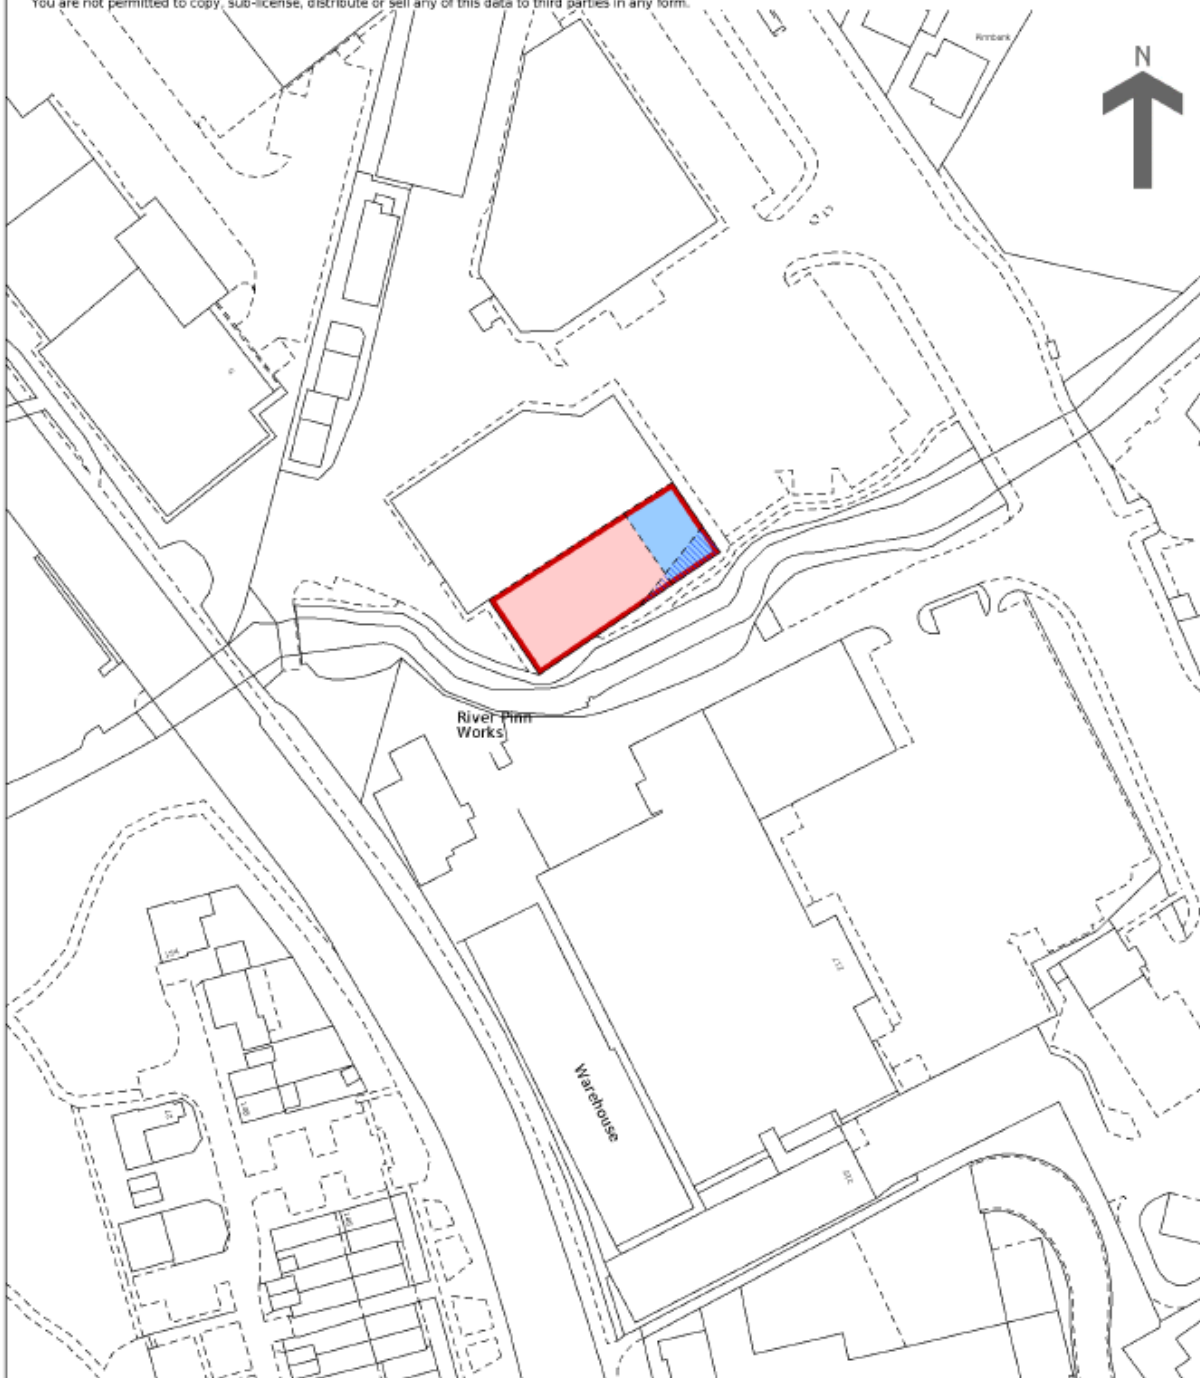 You are not permitted to copy, sub-license, distribute or sell any of this data to third parties in any form.
N
River Pinn
Works
Warehouse
217